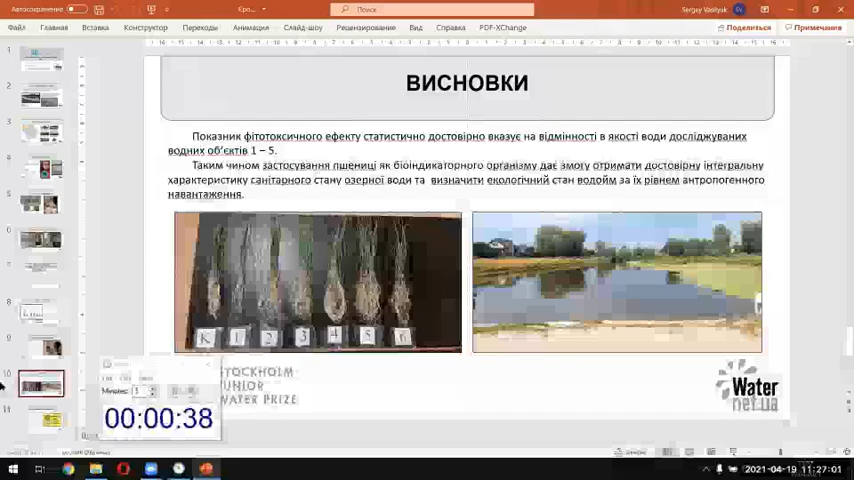 Автосохранение
Поиск
Sergey Vasilyuk
Файл Главная Вставка Конструктор Переходы Анимация Слайд-шоу Рецензирование Вид Справка PDF-XChange
Поделиться
Примечания
ВИСНОВКИ
Показник фітотоксичного ефекту статистично достовірно вказує на відмінності в якості води досліджуваних
водних об'єктів 1 – 5.
Таким чином застосування пшениці як біоіндикаторного організму дає змогу отримати достовірну інтегральну
характеристику санітарного стану озерної води та визначити екологічний стан водойм за їх рівнем антропогенного
навантаження.
K 1 2 3 4 5 6
STOCKHOLM
JUNIOR
WATER PRIZE
Water
net.ua
00:00:38
2021-04-19 11:27:01